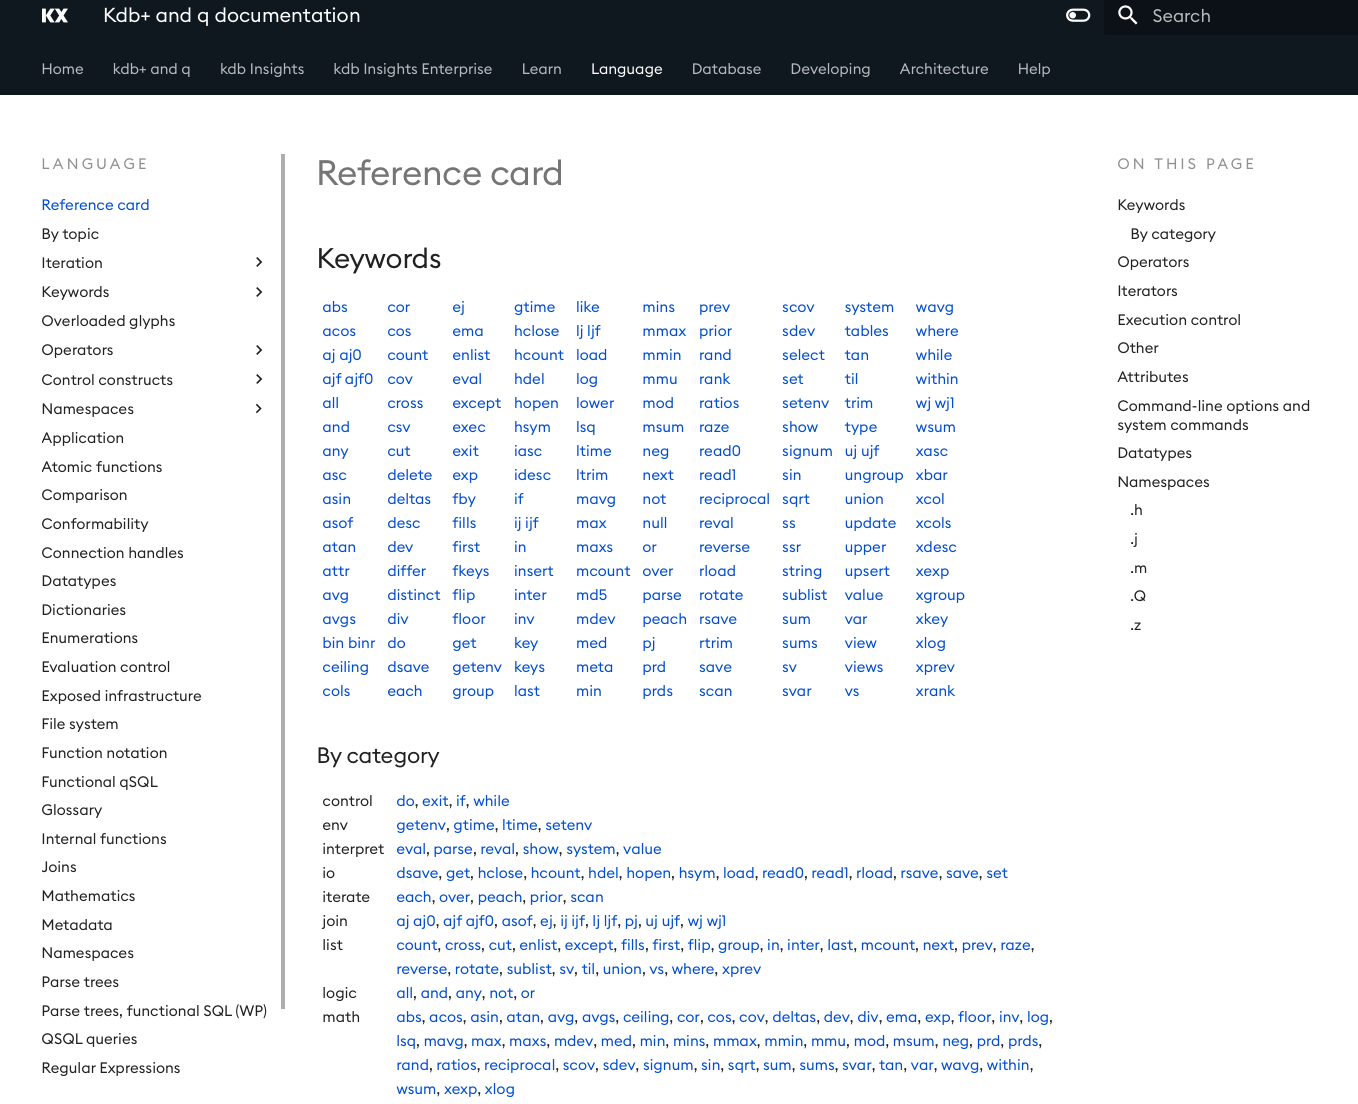 KX Kdb+ and q documentation Search
Home kdb+ and q kdb Insights kdb Insights Enterprise Learn Language Database Developing Architecture Help
LANGUAGE
Reference card
By topic
Iteration
Keywords
Overloaded glyphs
Operators
Control constructs
Namespaces
Application
Atomic functions
Comparison
Conformability
Connection handles
Datatypes
Dictionaries
Enumerations
Evaluation control
Exposed infrastructure
File system
Function notation
Functional qSQL
Glossary
Internal functions
Joins
Mathematics
Metadata
Namespaces
Parse trees
Parse trees, functional SQL (WP)
QSQL queries
Regular Expressions
Reference card
Keywords
abs cor ej gtime like mins prev scov system wavg
acos cos ema hclose lj ljf mmax prior sdev tables where
aj aj0 count enlist hcount load mmin rand select tan while
ajf ajf0 cov eval hdel log mmu rank set til within
all cross except hopen lower mod ratios setenv trim wj wj1
and csv exec hsym lsq msum raze show type wsum
any cut exit iasc ltime neg read0 signum uj ujf xasc
asc delete exp idesc ltrim next read1 sin ungroup xbar
asin deltas fby if mavg not reciprocal sqrt union xcol
asof desc fills ij ijf max null reval ss update xcols
atan dev first in maxs or reverse ssr upper xdesc
attr differ fkeys insert mcount over rload string upsert xexp
avg distinct flip inter md5 parse rotate sublist value xgroup
avgs div floor inv mdev peach rsave sum var xkey
bin binr do get key med pj rtrim sums view xlog
ceiling dsave getenv keys meta prd save sv views xprev
cols each group last min prds scan svar vs xrank
By category
control do, exit, if, while
env getenv, gtime, ltime, setenv
interpret eval, parse, reval, show, system, value
io dsave, get, hclose, hcount, hdel, hopen, hsym, load, read0, read1, rload, rsave, save, set
iterate each, over, peach, prior, scan
join aj aj0, ajf ajf0, asof, ej, ij ijf, lj ljf, pj, uj ujf, wj wj1
list count, cross, cut, enlist, except, fills, first, flip, group, in, inter, last, mcount, next, prev, raze,
reverse, rotate, sublist, sv, til, union, vs, where, xprev
logic all, and, any, not, or
math abs, acos, asin, atan, avg, avgs, ceiling, cor, cos, cov, deltas, dev, div, ema, exp, floor, inv, log,
lsq, mavg, max, maxs, mdev, med, min, mins, mmax, mmin, mmu, mod, msum, neg, prd, prds,
rand, ratios, reciprocal, scov, sdev, signum, sin, sqrt, sum, sums, svar, tan, var, wavg, within,
wsum, xexp, xlog
ON THIS PAGE
Keywords
By category
Operators
Iterators
Execution control
Other
Attributes
Command-line options and
system commands
Datatypes
Namespaces
.h
.j
.m
.Q
.z